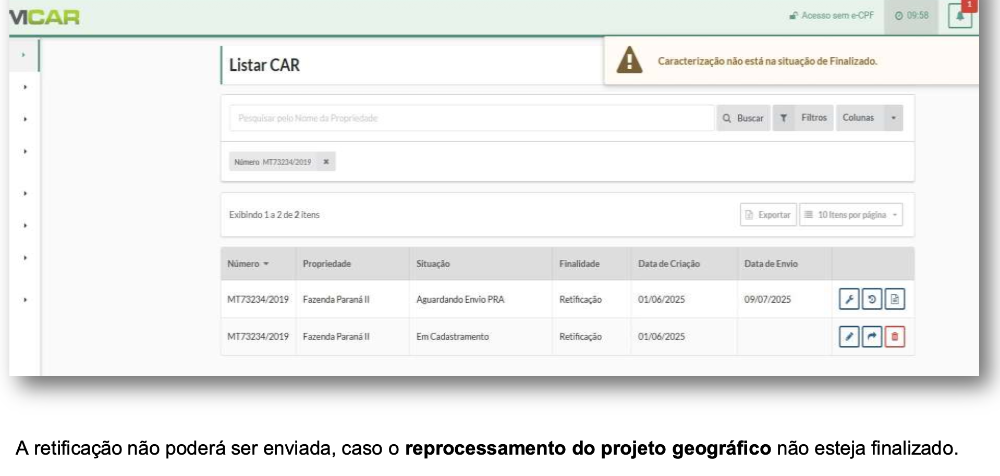 MCAR
Acesso sem e-CPF
09:58
1
Listar CAR
Caracterização não está na situação de Finalizado.
Pesquisar pelo Nome da Propriedade
Buscar
Filtros
Colunas
Número MT73234/2019
Exibindo 1 a 2 de 2 itens
Exportar
10 Itens por página
Número Propriedade Situação Finalidade Data de Criação Data de Envio
MT73234/2019 Fazenda Paraná II Aguardando Envio PRA Retificação 01/06/2025 09/07/2025
MT73234/2019 Fazenda Paraná II Em Cadastramento Retificação 01/06/2025
A retificação não poderá ser enviada, caso o reprocessamento do projeto geográfico não esteja finalizado.